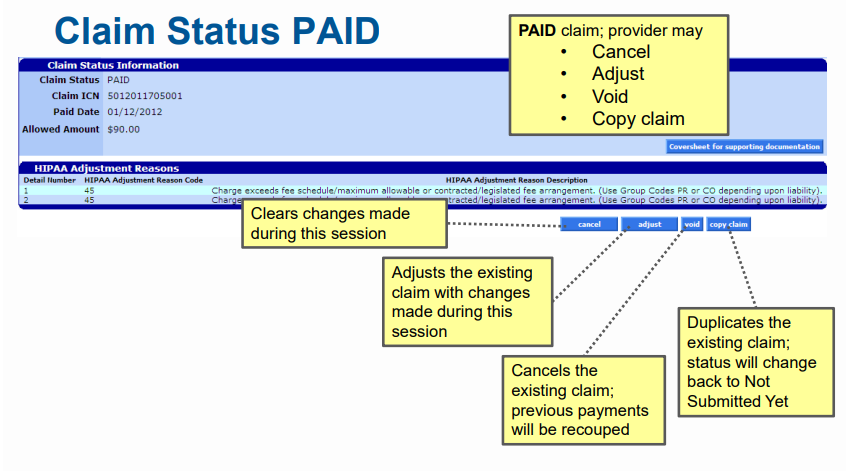 Claim Status PAID
PAID claim; provider may
• Cancel
• Adjust
• Void
• Copy claim
Claim Status Information
Claim Status PAID
Claim ICN 5012011705001
Paid Date 01/12/2012
Allowed Amount $90.00
Coversheet for supporting documentation
HIPAA Adjustment Reasons
Detail Number HIPAA Adjustment Reason Code HIPAA Adjustment Reason Description
1 45 Charge exceeds fee schedule/maximum allowable or contracted/legislated fee arrangement. (Use Group Codes PR or CO depending upon liability).
2 45 Charge exceeds fee schedule/maximum allowable or contracted/legislated fee arrangement. (Use Group Codes PR or CO depending upon liability).
cancel adjust void copy claim
Clears changes made
during this session
Adjusts the existing
claim with changes
made during this
session
Cancels the
existing claim;
previous payments
will be recouped
Duplicates the
existing claim;
status will change
back to Not
Submitted Yet